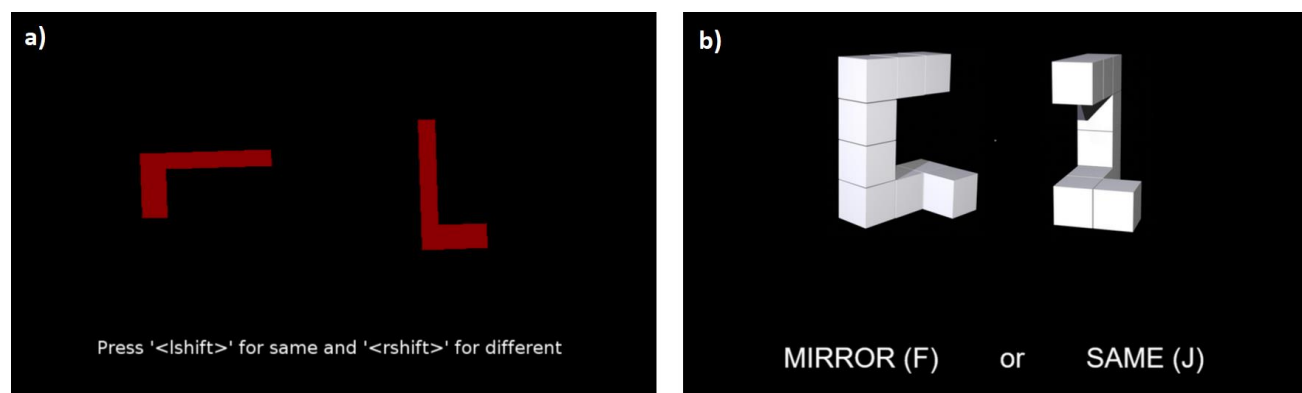 a)
Press '<lshift>' for same and '<rshift>' for different
b)
MIRROR (F) or SAME (J)